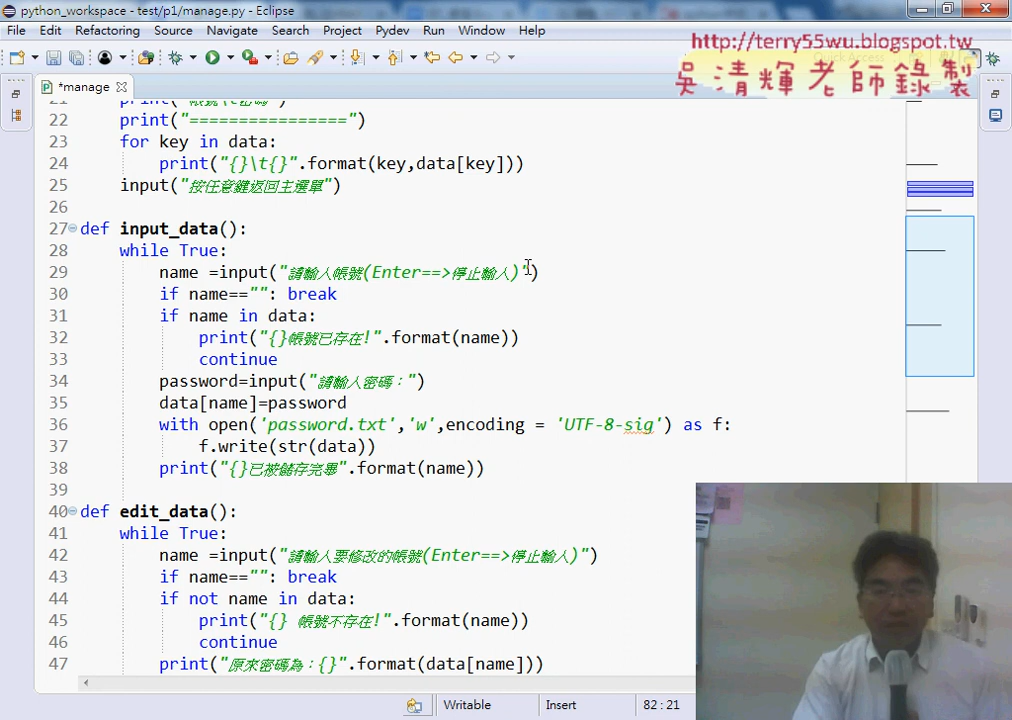 python_workspace - test/p1/manage.py - Eclipse
File Edit Refactoring Source Navigate Search Project Pydev Run Window Help
http://terry55wu.blogspot.tw
吳清輝老師錄製
*manage
22 print("================")
23 for key in data:
24 print("{}\t{}".format(key,data[key]))
25 input("按任意鍵返回主選單")
26
27 def input_data():
28 while True:
29 name =input("請輸入帳號(Enter==>停止輸入)")
30 if name=="": break
31 if name in data:
32 print("{}帳號已存在!".format(name))
33 continue
34 password=input("請輸入密碼：")
35 data[name]=password
36 with open('password.txt','w',encoding = 'UTF-8-sig') as f:
37 f.write(str(data))
38 print("{}已被儲存完畢".format(name))
39
40 def edit_data():
41 while True:
42 name =input("請輸入要修改的帳號(Enter==>停止輸入)")
43 if name=="": break
44 if not name in data:
45 print("{} 帳號不存在!".format(name))
46 continue
47 print("原來密碼為：{}".format(data[name]))
Writable Insert 82 : 21